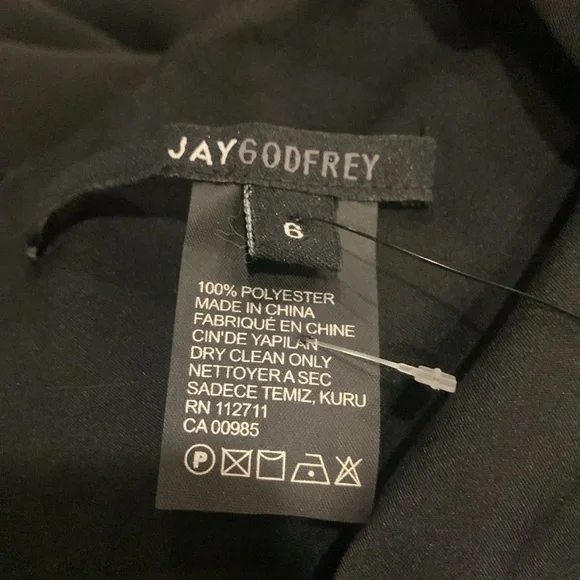 JAYGODFREY
6
100% POLYESTER
MADE IN CHINA
FABRIQUÉ EN CHINE
CIN'DE YAPILAN
DRY CLEAN ONLY
NETTOYER A SEC
SADECE TEMIZ, KURU
RN 112711
CA 00985
P